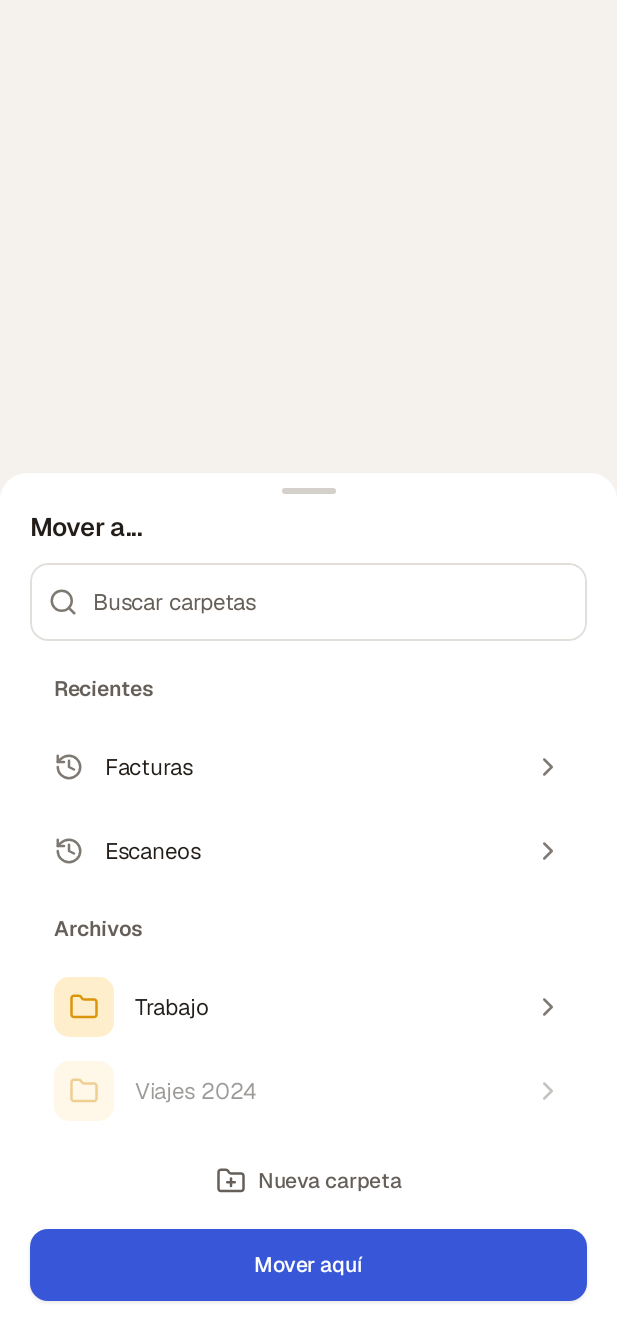 Mover a...
Buscar carpetas
Recientes
Facturas
Escaneos
Archivos
Trabajo
Viajes 2024
Nueva carpeta
Mover aquí